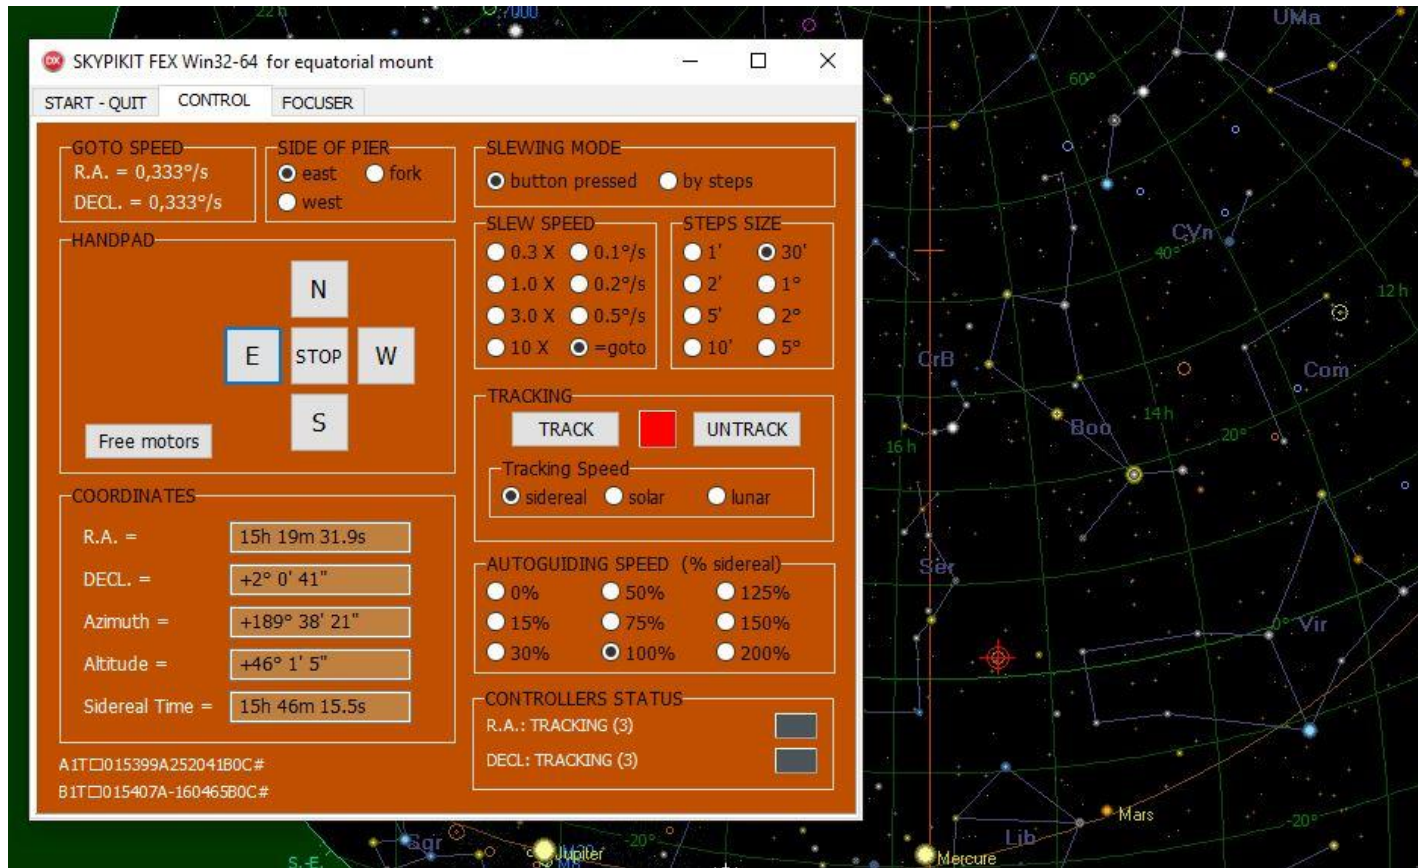 22 h
7000
UMa
SKYPIKIT FEX Win32-64 for equatorial mount
START - QUIT CONTROL FOCUSER
GOTO SPEED
R.A. = 0,333°/s
DECL. = 0,333°/s
SIDE OF PIER
east fork
west
SLEWING MODE
button pressed by steps
HANDPAD
N
E STOP W
S
Free motors
SLEW SPEED
0.3 X 0.1°/s
1.0 X 0.2°/s
3.0 X 0.5°/s
10 X =goto
STEPS SIZE
1' 30'
2' 1°
5' 2°
10' 5°
TRACKING
TRACK UNTRACK
Tracking Speed
sidereal solar lunar
COORDINATES
R.A. = 15h 19m 31.9s
DECL. = +2° 0' 41"
Azimuth = +189° 38' 21"
Altitude = +46° 1' 5"
Sidereal Time = 15h 46m 15.5s
AUTOGUIDING SPEED (% sidereal)
0% 50% 125%
15% 75% 150%
30% 100% 200%
CONTROLLERS STATUS
R.A.: TRACKING (3)
DECL: TRACKING (3)
A1T□015399A252041B0C#
B1T□015407A-160465B0C#
60°
CVn
40°
12 h
CrB
Com
14 h
Boo
20°
16 h
Ser
0°
Vir
Mars
-20°
Lib
Mercure
Sgr
-20°
Jupiter
S.-E.